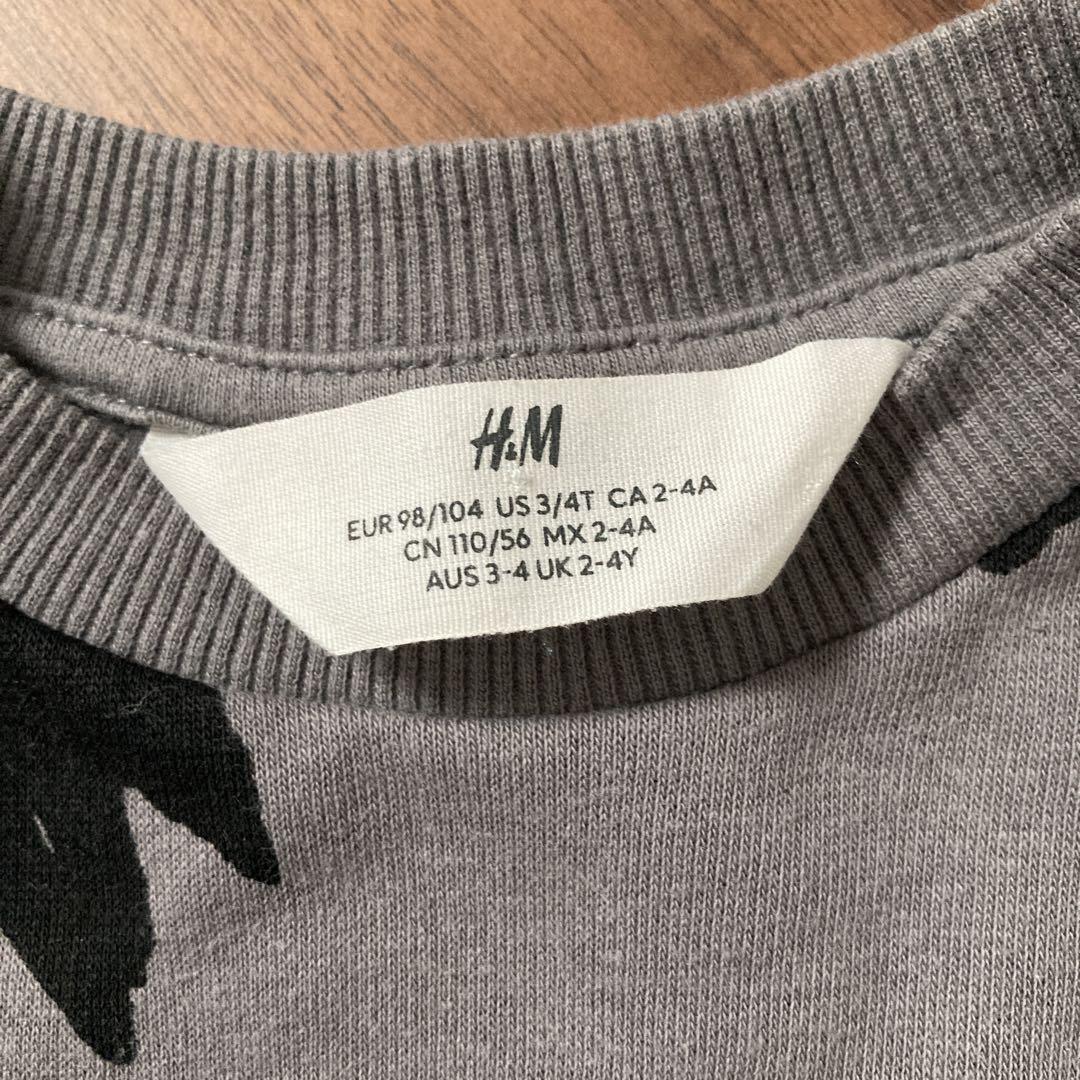 H&M
EUR 98/104 US 3/4T CA 2-4A
CN 110/56 MX 2-4A
AUS 3-4 UK 2-4Y